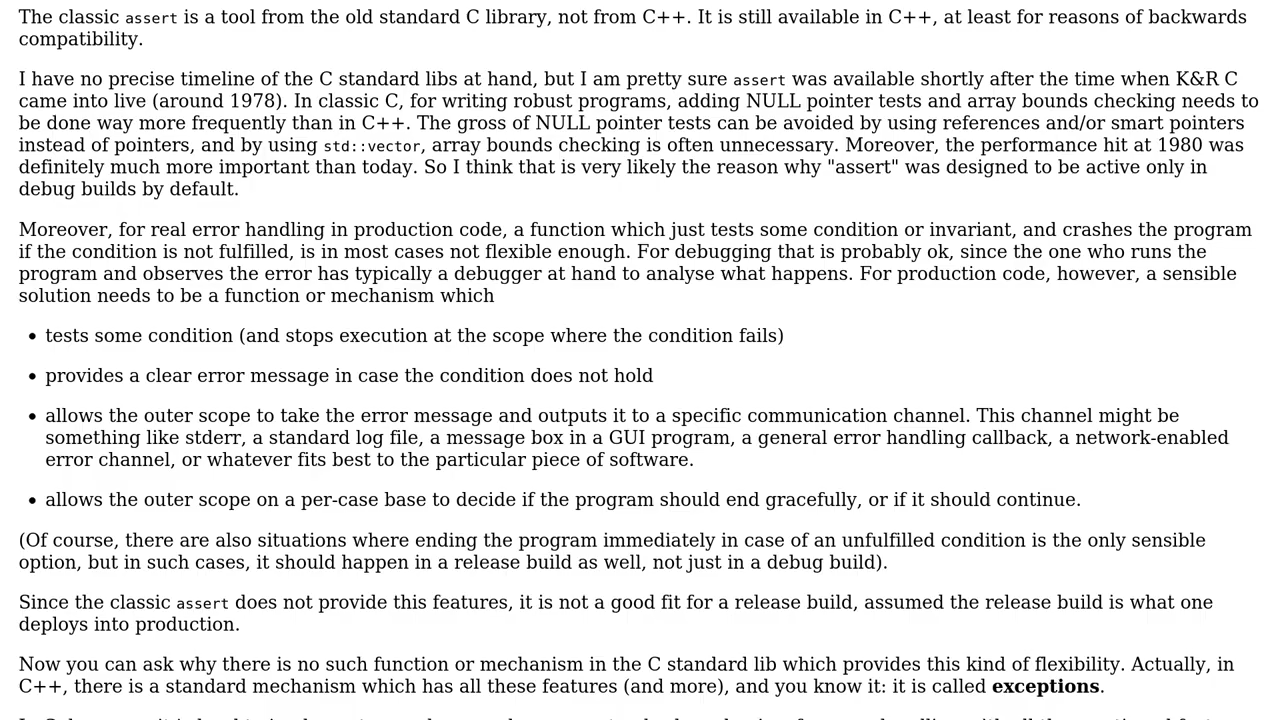 The classic assert is a tool from the old standard C library, not from C++. It is still available in C++, at least for reasons of backwards
compatibility.
I have no precise timeline of the C standard libs at hand, but I am pretty sure assert was available shortly after the time when K&R C
came into live (around 1978). In classic C, for writing robust programs, adding NULL pointer tests and array bounds checking needs to
be done way more frequently than in C++. The gross of NULL pointer tests can be avoided by using references and/or smart pointers
instead of pointers, and by using std::vector, array bounds checking is often unnecessary. Moreover, the performance hit at 1980 was
definitely much more important than today. So I think that is very likely the reason why "assert" was designed to be active only in
debug builds by default.
Moreover, for real error handling in production code, a function which just tests some condition or invariant, and crashes the program
if the condition is not fulfilled, is in most cases not flexible enough. For debugging that is probably ok, since the one who runs the
program and observes the error has typically a debugger at hand to analyse what happens. For production code, however, a sensible
solution needs to be a function or mechanism which
• tests some condition (and stops execution at the scope where the condition fails)
• provides a clear error message in case the condition does not hold
• allows the outer scope to take the error message and outputs it to a specific communication channel. This channel might be
something like stderr, a standard log file, a message box in a GUI program, a general error handling callback, a network-enabled
error channel, or whatever fits best to the particular piece of software.
• allows the outer scope on a per-case base to decide if the program should end gracefully, or if it should continue.
(Of course, there are also situations where ending the program immediately in case of an unfulfilled condition is the only sensible
option, but in such cases, it should happen in a release build as well, not just in a debug build).
Since the classic assert does not provide this features, it is not a good fit for a release build, assumed the release build is what one
deploys into production.
Now you can ask why there is no such function or mechanism in the C standard lib which provides this kind of flexibility. Actually, in
C++, there is a standard mechanism which has all these features (and more), and you know it: it is called exceptions.